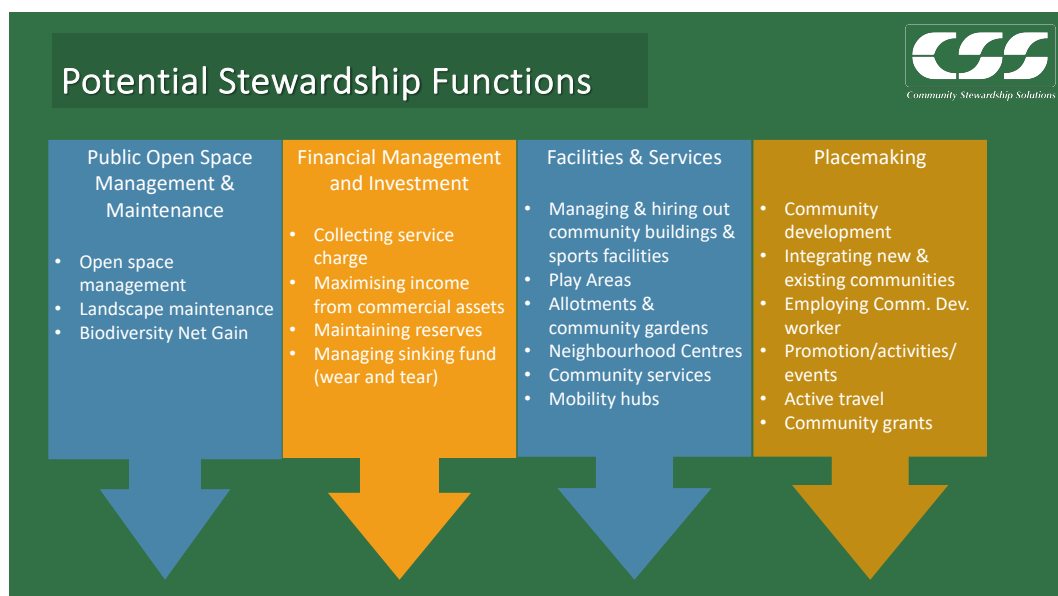 Potential Stewardship Functions
CSS
Community Stewardship Solutions
Public Open Space
Management &
Maintenance
• Open space
management
• Landscape maintenance
• Biodiversity Net Gain
Financial Management
and Investment
• Collecting service
charge
• Maximising income
from commercial assets
• Maintaining reserves
• Managing sinking fund
(wear and tear)
Facilities & Services
• Managing & hiring out
community buildings &
sports facilities
• Play Areas
• Allotments &
community gardens
• Neighbourhood Centres
• Community services
• Mobility hubs
Placemaking
• Community
development
• Integrating new &
existing communities
• Employing Comm. Dev.
worker
• Promotion/activities/
events
• Active travel
• Community grants